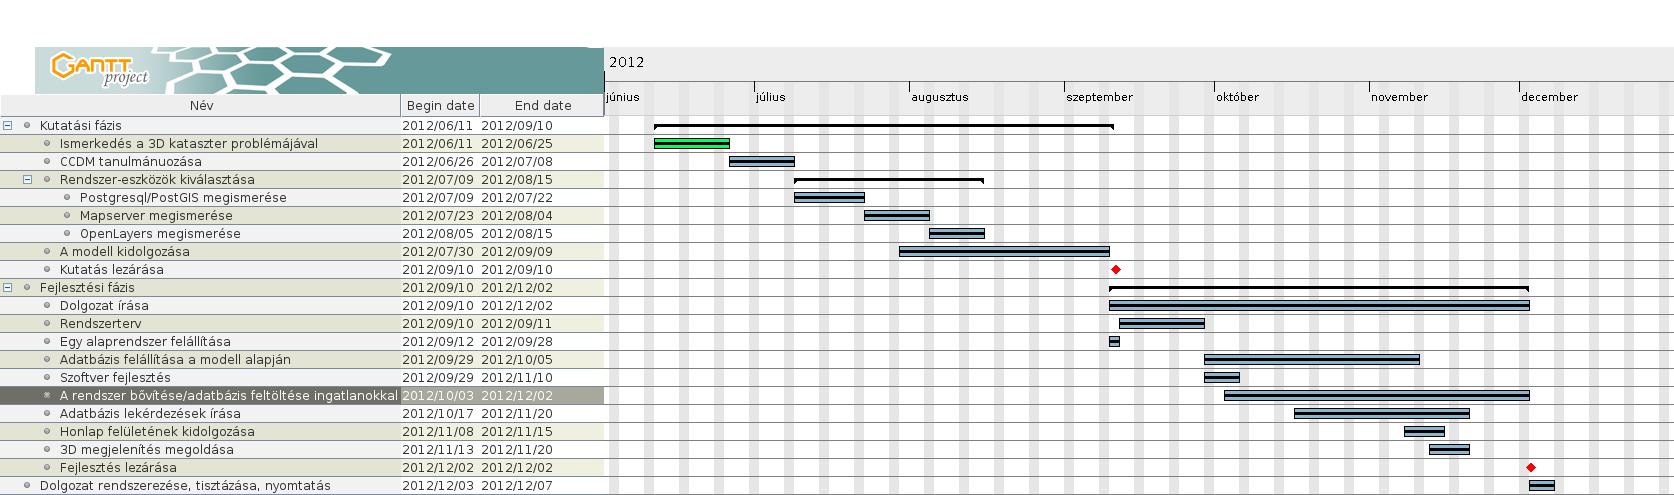 GANTT
project
2012
Név Begin date End date
június július augusztus szeptember október november december
Kutatási fázis 2012/06/11 2012/09/10
Ismerkedés a 3D kataszter problémájával 2012/06/11 2012/06/25
CCDM tanulmánuozása 2012/06/26 2012/07/08
Rendszer-eszközök kiválasztása 2012/07/09 2012/08/15
Postgresql/PostGIS megismerése 2012/07/09 2012/07/22
Mapserver megismerése 2012/07/23 2012/08/04
OpenLayers megismerése 2012/08/05 2012/08/15
A modell kidolgozása 2012/07/30 2012/09/09
Kutatás lezárása 2012/09/10 2012/09/10
Fejlesztési fázis 2012/09/10 2012/12/02
Dolgozat írása 2012/09/10 2012/12/02
Rendszerterv 2012/09/10 2012/09/11
Egy alaprendszer felállítása 2012/09/12 2012/09/28
Adatbázis felállítása a modell alapján 2012/09/29 2012/10/05
Szoftver fejlesztés 2012/09/29 2012/11/10
A rendszer bővítése/adatbázis feltöltése ingatlanokkal 2012/10/03 2012/12/02
Adatbázis lekérdezések írása 2012/10/17 2012/11/20
Honlap felületének kidolgozása 2012/11/08 2012/11/15
3D megjelenítés megoldása 2012/11/13 2012/11/20
Fejlesztés lezárása 2012/12/02 2012/12/02
Dolgozat rendszerezése, tisztázása, nyomtatás 2012/12/03 2012/12/07